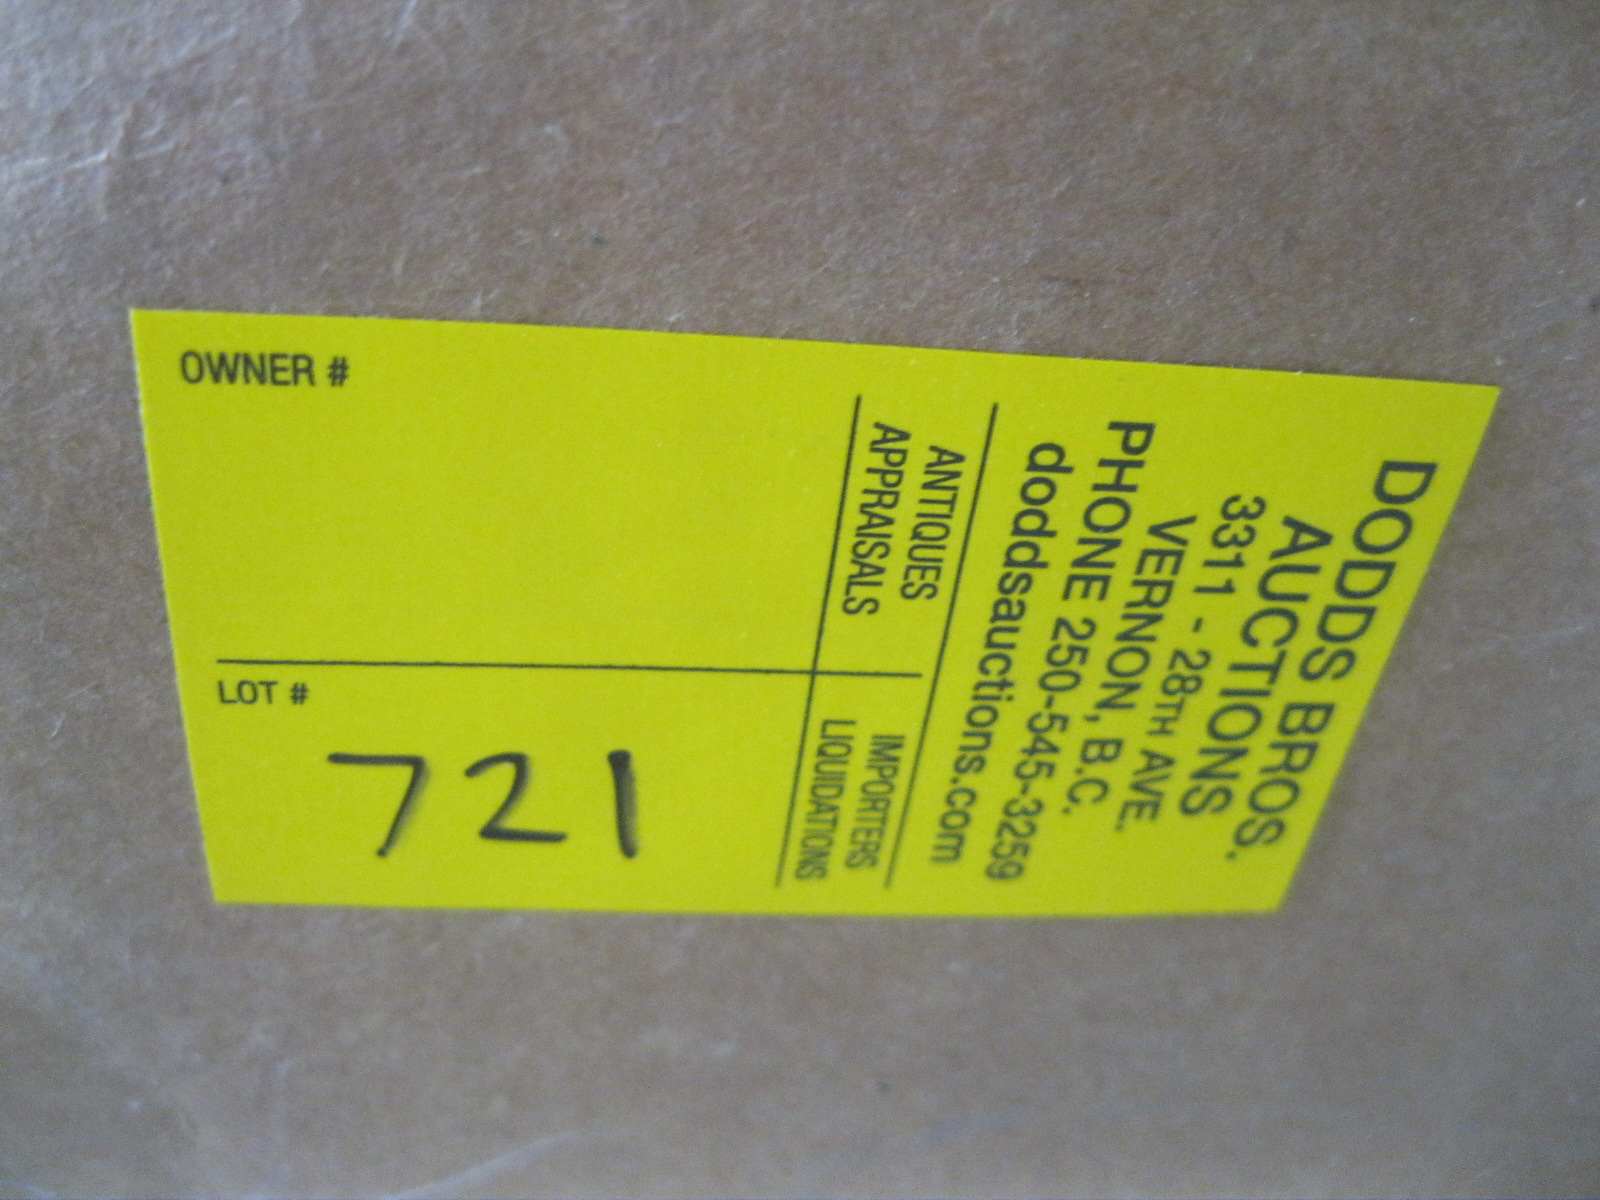 DODDS BROS.
AUCTIONS
3311 - 28TH AVE.
VERNON, B.C.
PHONE 250-545-3259
doddsauctions.com
ANTIQUES
APPRAISALS
IMPORTERS
LIQUIDATIONS
OWNER #
LOT #
721